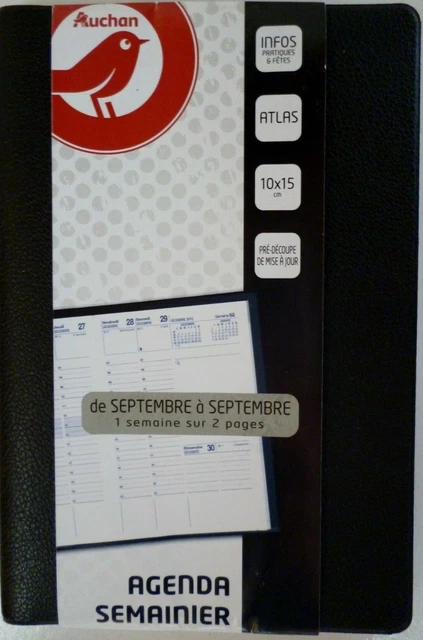 Auchan
INFOS
PRATIQUES
& FÊTES
ATLAS
10x15
cm
PRÉ-DÉCOUPE
DE MISE À JOUR
27
Vendredi 28
29
30
de SEPTEMBRE à SEPTEMBRE
1 semaine sur 2 pages
AGENDA
SEMAINIER